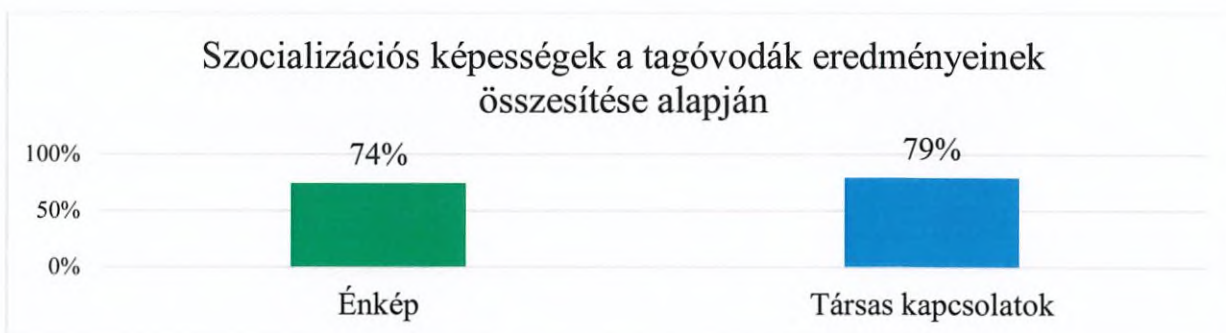 Szocializációs képességek a tagóvodák eredményeinek
összesítése alapján
100%
74%
79%
50%
0%
Énkép
Társas kapcsolatok